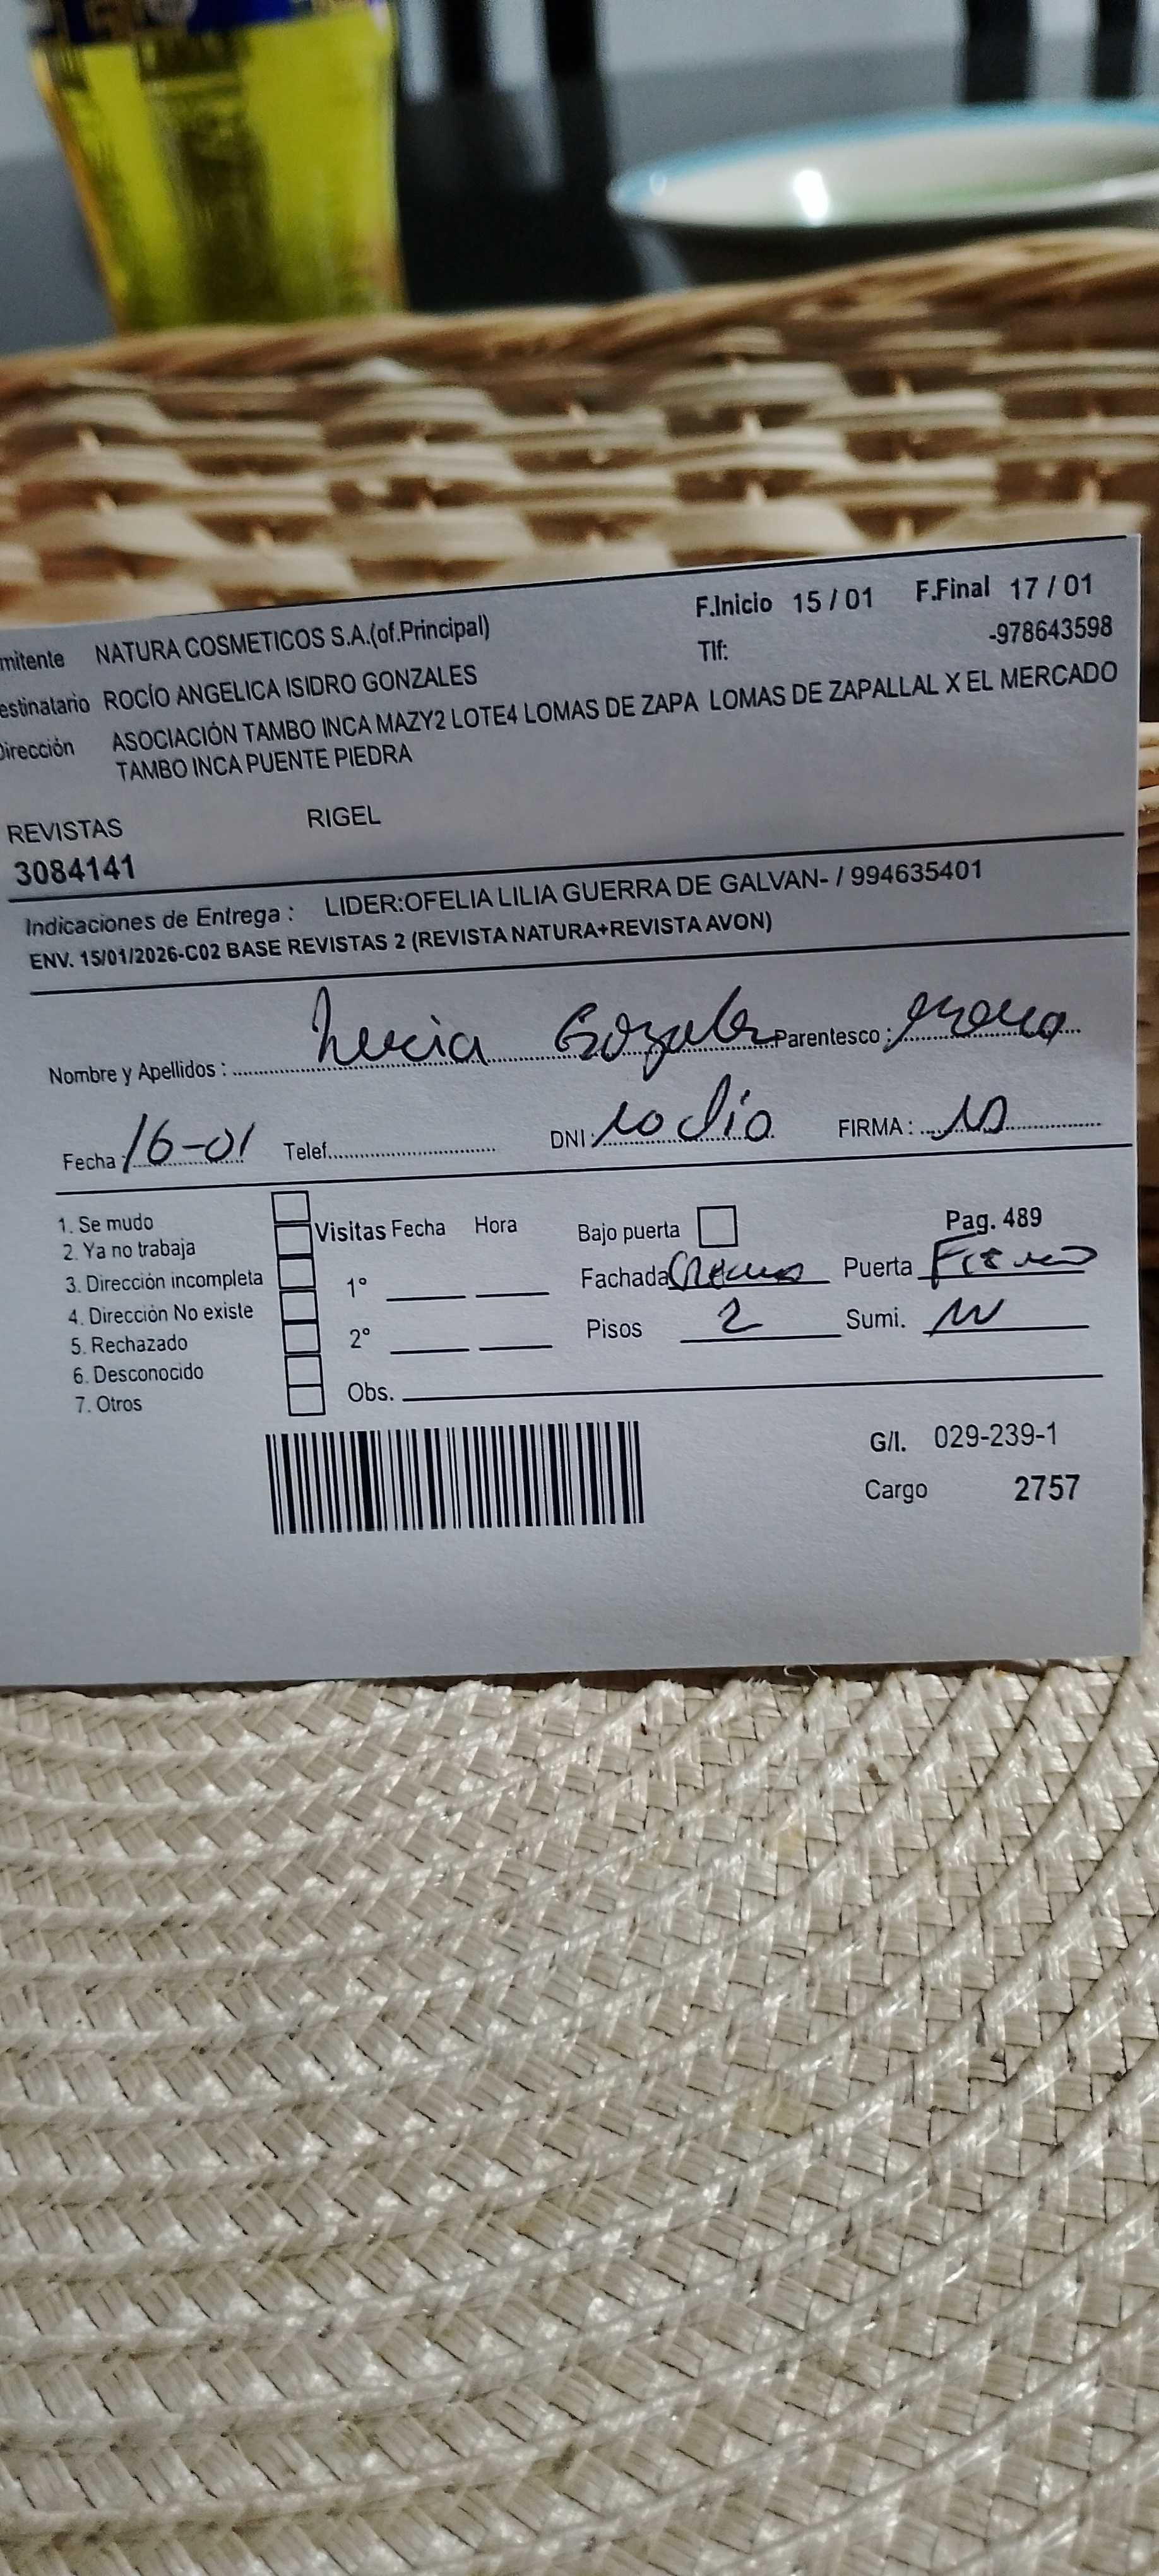 mitente NATURA COSMETICOS S.A.(of.Principal) F.Inicio 15 / 01 F.Final 17 / 01
estinatario ROCÍO ANGELICA ISIDRO GONZALES Tlf: -978643598
Dirección ASOCIACIÓN TAMBO INCA MAZY2 LOTE4 LOMAS DE ZAPA LOMAS DE ZAPALLAL X EL MERCADO
TAMBO INCA PUENTE PIEDRA
REVISTAS RIGEL
3084141
Indicaciones de Entrega : LIDER:OFELIA LILIA GUERRA DE GALVAN- / 994635401
ENV. 15/01/2026-C02 BASE REVISTAS 2 (REVISTA NATURA+REVISTA AVON)
Nombre y Apellidos : Lucia Parentesco :
Fecha : 16-01 Telef. DNI : no dio FIRMA :
1. Se mudo
2. Ya no trabaja
3. Dirección incompleta
4. Dirección No existe
5. Rechazado
6. Desconocido
7. Otros
Visitas Fecha Hora
1°
2°
Obs.
Bajo puerta Pag. 489
Fachada Puerta Fierro
Pisos 2 Sumi.
G/I. 029-239-1
Cargo 2757